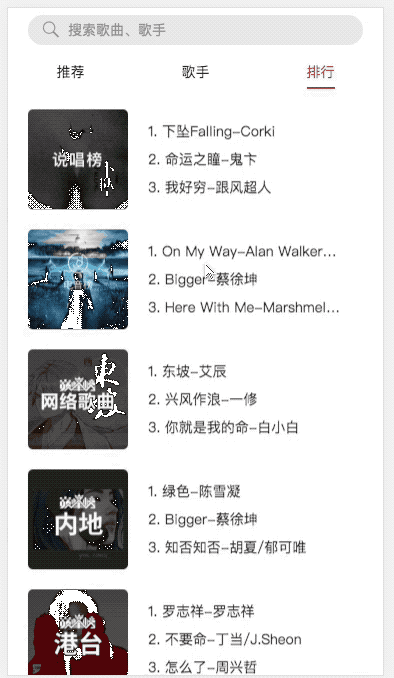 搜索歌曲、歌手
推荐 歌手 排行
说唱榜
下坠
1. 下坠Falling-Corki
2. 命运之瞳-鬼卞
3. 我好穷-跟风超人
1. On My Way-Alan Walker...
2. Bigger-蔡徐坤
3. Here With Me-Marshmel...
巅峰榜
网络歌曲
1. 东坡-艾辰
2. 兴风作浪-一修
3. 你就是我的命-白小白
巅峰榜
内地
1. 绿色-陈雪凝
2. Bigger-蔡徐坤
3. 知否知否-胡夏/郁可唯
巅峰榜
港台
1. 罗志祥-罗志祥
2. 不要命-丁当/J.Sheon
3. 怎么了-周兴哲